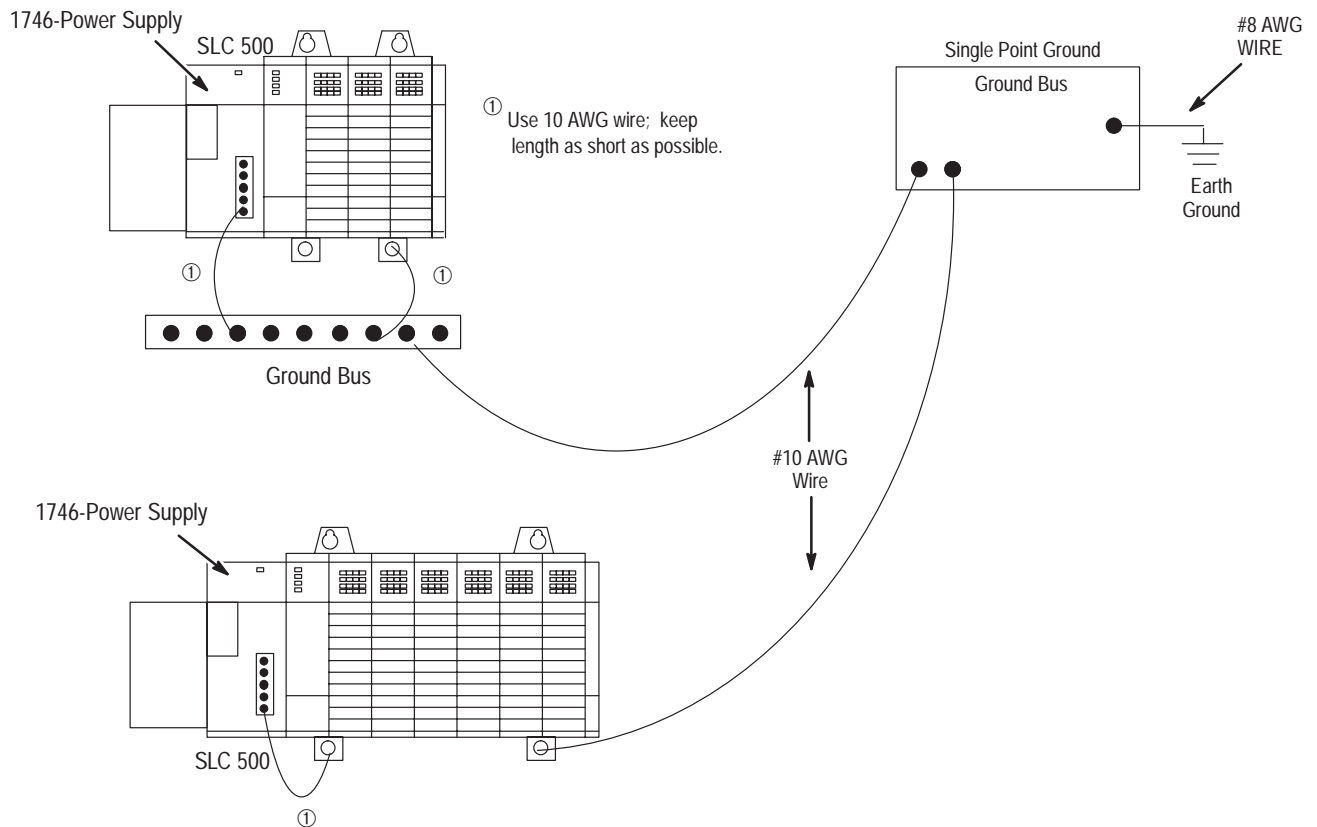 1746-Power Supply
SLC 500
① Use 10 AWG wire; keep
length as short as possible.
①
①
Ground Bus
Single Point Ground
Ground Bus
#8 AWG
WIRE
Earth
Ground
#10 AWG
Wire
1746-Power Supply
SLC 500
①